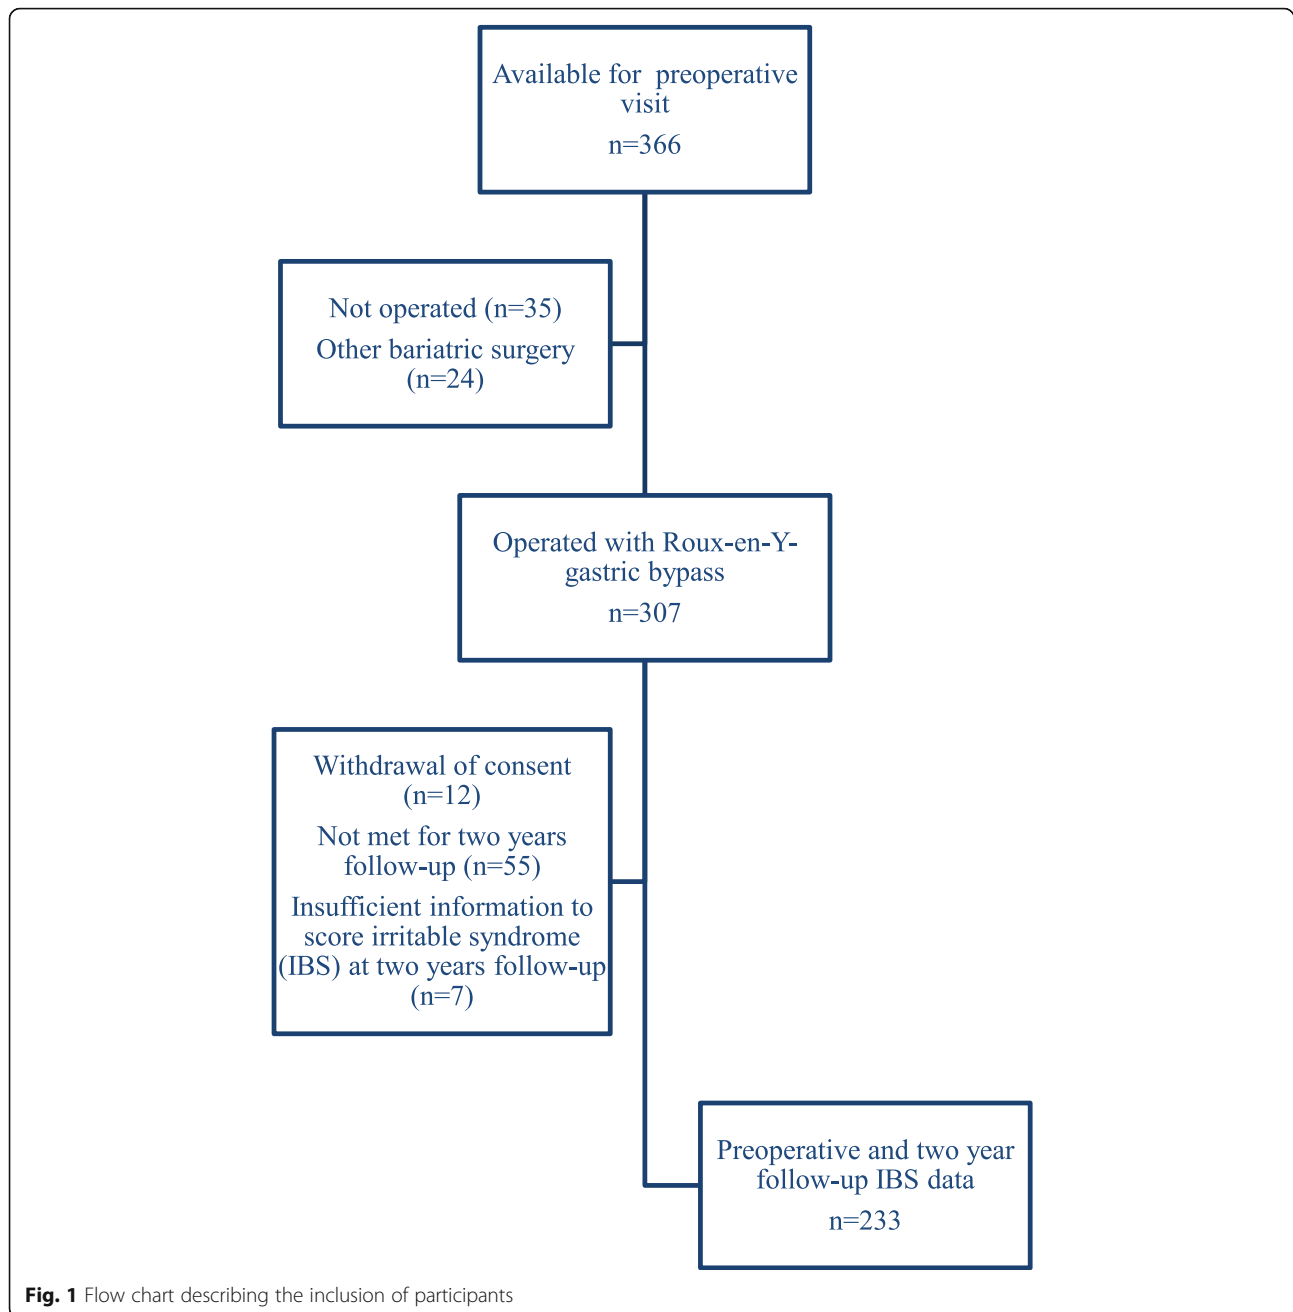 Available for preoperative
visit
n=366
Not operated (n=35)
Other bariatric surgery
(n=24)
Operated with Roux-en-Y-
gastric bypass
n=307
Withdrawal of consent
(n=12)
Not met for two years
follow-up (n=55)
Insufficient information to
score irritable syndrome
(IBS) at two years follow-up
(n=7)
Preoperative and two year
follow-up IBS data
n=233
Fig. 1 Flow chart describing the inclusion of participants